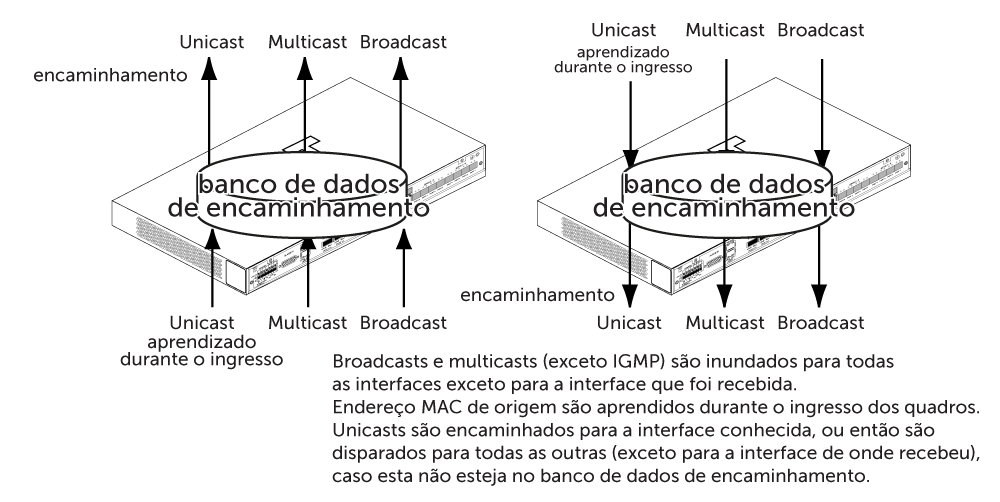 Unicast Multicast Broadcast
encaminhamento
banco de dados
de encaminhamento
Unicast Multicast Broadcast
aprendizado
durante o ingresso
Unicast Multicast Broadcast
aprendizado
durante o ingresso
banco de dados
de encaminhamento
encaminhamento
Unicast Multicast Broadcast
Broadcasts e multicasts (exceto IGMP) são inundados para todas
as interfaces exceto para a interface que foi recebida.
Endereço MAC de origem são aprendidos durante o ingresso dos quadros.
Unicasts são encaminhados para a interface conhecida, ou então são
disparados para todas as outras (exceto para a interface de onde recebeu),
caso esta não esteja no banco de dados de encaminhamento.